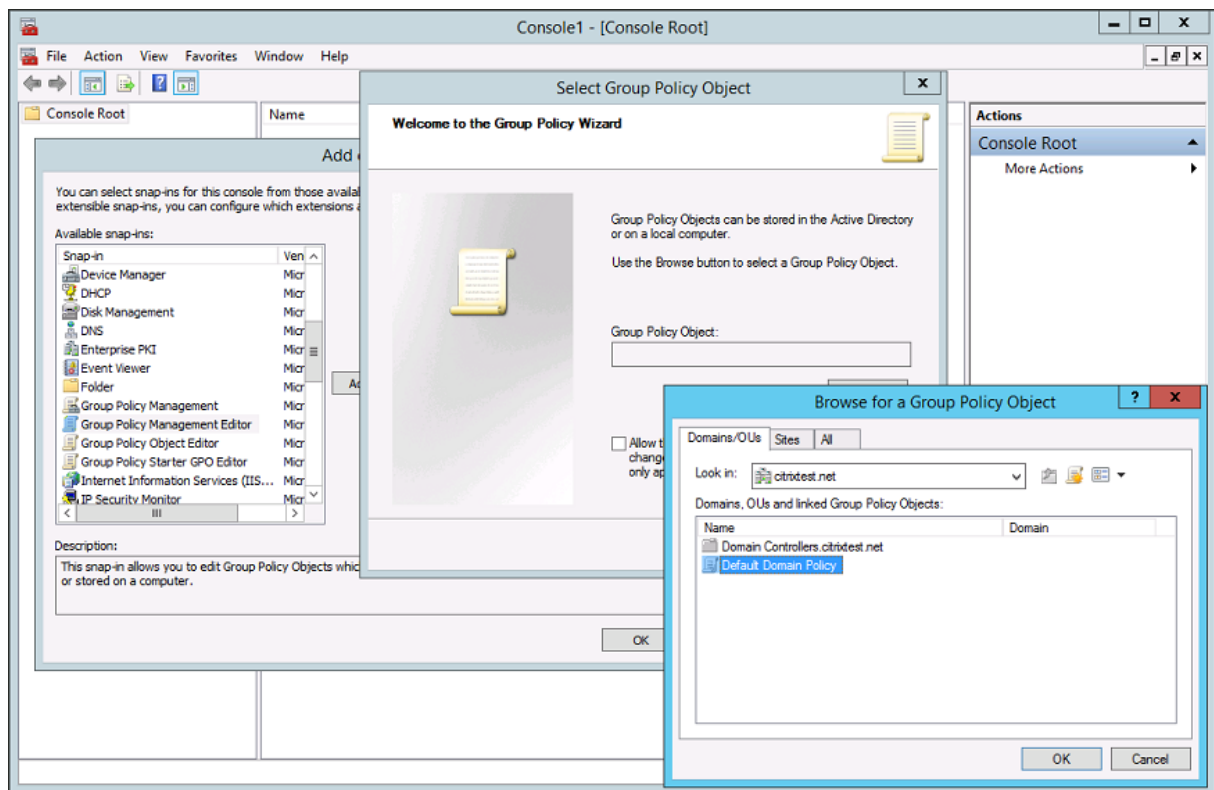 Console1 - [Console Root]
File Action View Favorites Window Help
Console Root
Name
Actions
Console Root
More Actions
Add
You can select snap-ins for this console from those
extensible snap-ins, you can configure which extensions
Available snap-ins:
Snap-in
Device Manager
DHCP
Disk Management
DNS
Enterprise PKI
Event Viewer
Folder
Group Policy Management
Group Policy Management Editor
Group Policy Object Editor
Group Policy Starter GPO Editor
Internet Information Services (IIS...
IP Security Monitor
Description:
This snap-in allows you to edit Group Policy Objects
or stored on a computer.
OK
Select Group Policy Object
Welcome to the Group Policy Wizard
Group Policy Objects can be stored in the Active Directory
or on a local computer.
Use the Browse button to select a Group Policy Object.
Group Policy Object:
Allow
only
Browse for a Group Policy Object
Domains/OUs Sites All
Look in: citrixtest.net
Domains, OUs and linked Group Policy Objects:
Name Domain
Domain Controllers.citrixtest.net
Default Domain Policy
OK Cancel